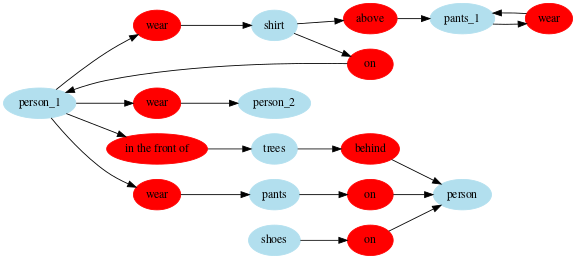 wear shirt above pants_1 wear
on
person_1 wear person_2
in the front of trees behind
wear pants on person
shoes on